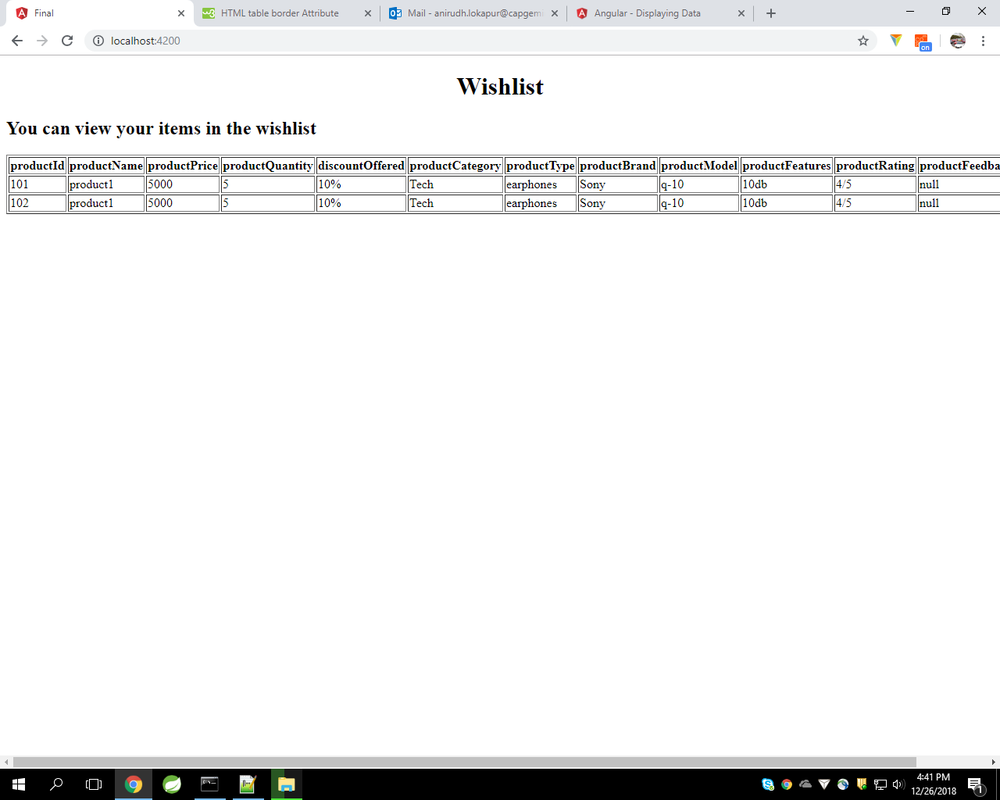 Final
HTML table border Attribute
Mail - anirudh.lokapur@capgemi
Angular - Displaying Data
localhost:4200
on
Wishlist
You can view your items in the wishlist
productId productName productPrice productQuantity discountOffered productCategory productType productBrand productModel productFeatures productRating productFeedba
101 product1 5000 5 10% Tech earphones Sony q-10 10db 4/5 null
102 product1 5000 5 10% Tech earphones Sony q-10 10db 4/5 null
4:41 PM
12/26/2018
1